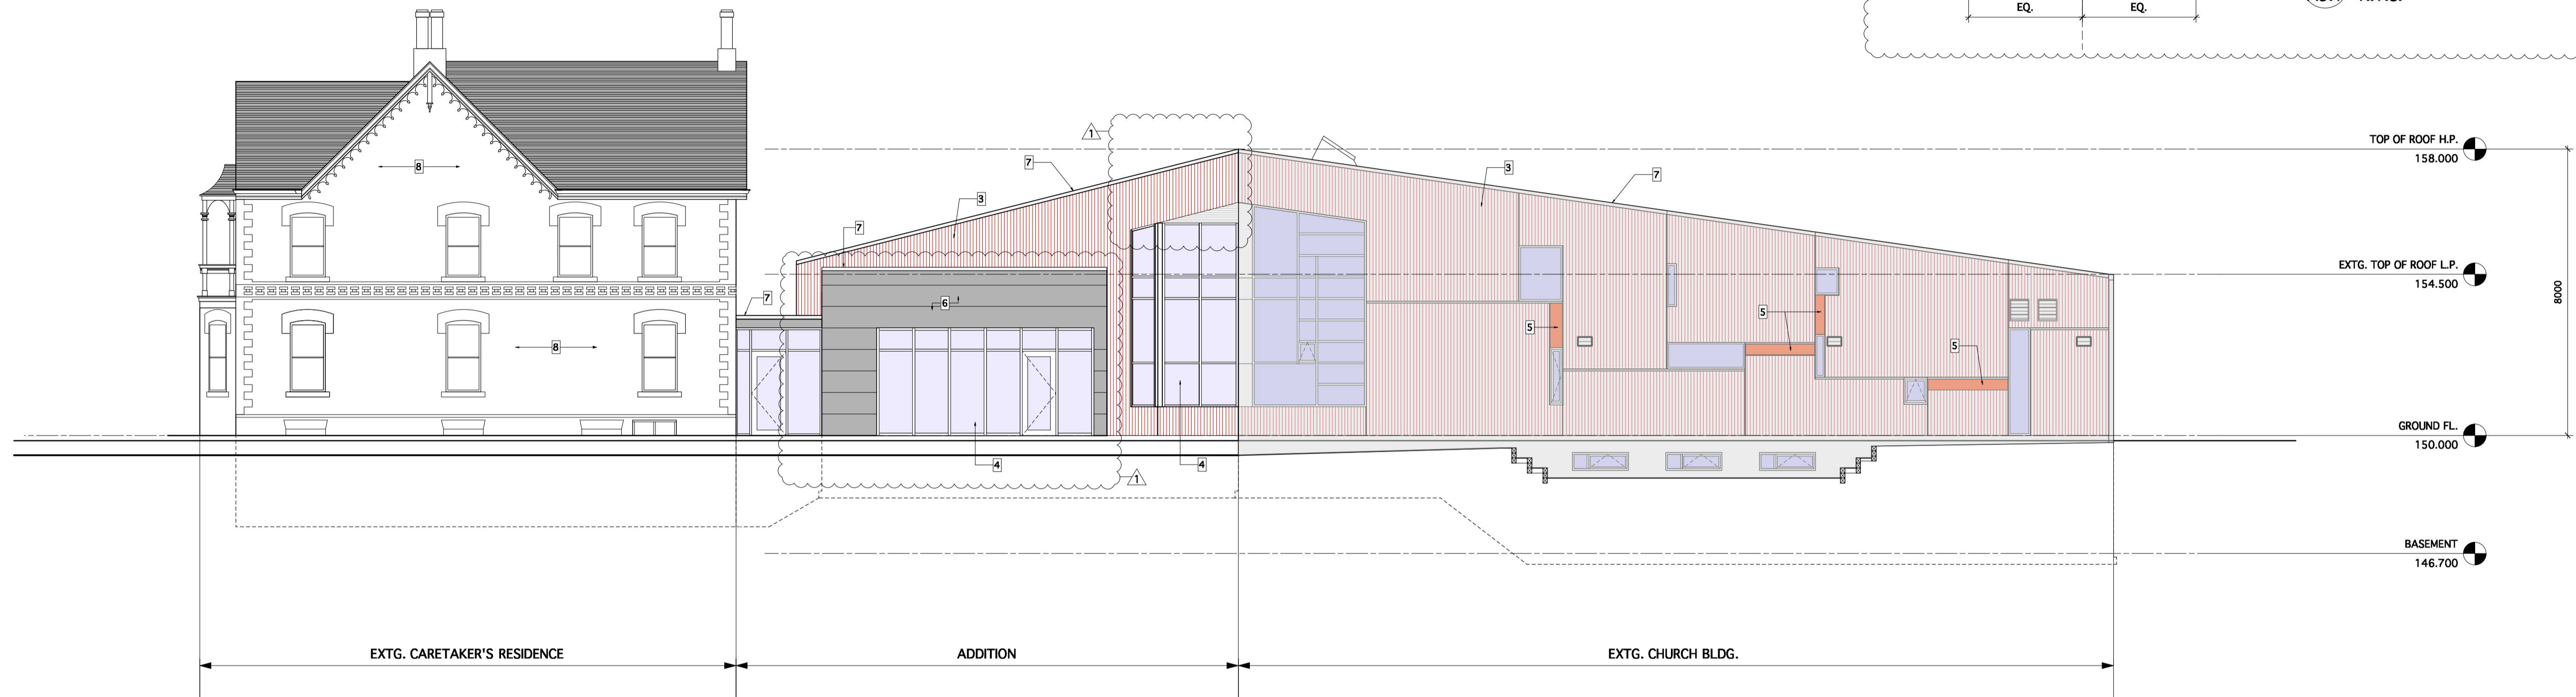 EQ. EQ.
TOP OF ROOF H.P.
158.000
EXTG. TOP OF ROOF L.P.
154.500
8000
GROUND FL.
150.000
BASEMENT
146.700
8
8
7
3
7
7
6
4
4
1
1
3
7
5
5
5
EXTG. CARETAKER'S RESIDENCE
ADDITION
EXTG. CHURCH BLDG.